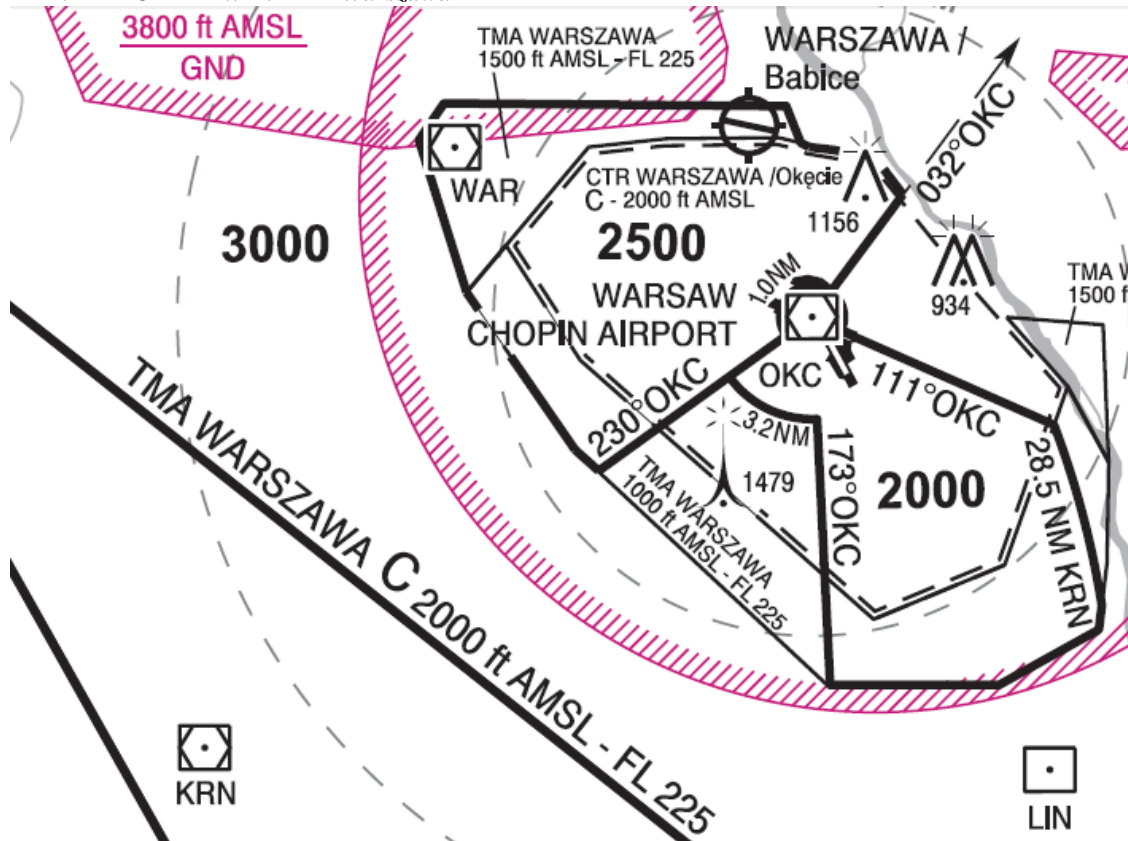 3800 ft AMSL
GND
TMA WARSZAWA
1500 ft AMSL - FL 225
WARSZAWA /
Babice
032°OKC
WAR
CTR WARSZAWA /Okęcie
C - 2000 ft AMSL
1156
3000
2500
934
TMA W
1500 f
1.0NM
WARSAW
CHOPIN AIRPORT
OKC
111°OKC
230°OKC
3.2NM
173°OKC
28.5 NM KRN
1479
2000
TMA WARSZAWA
1000 ft AMSL - FL 225
TMA WARSZAWA C 2000 ft AMSL - FL 225
KRN
LIN